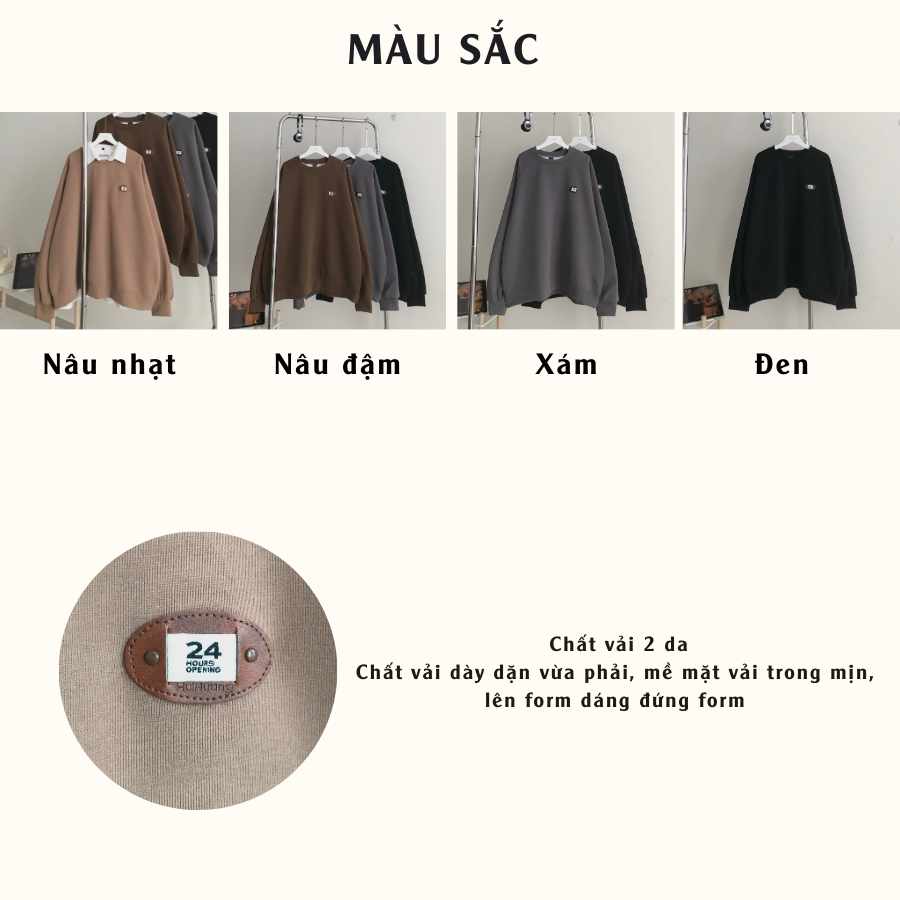 MÀU SẮC
Nâu nhạt
Nâu đậm
Xám
Đen
24
HOURS
OPENING
Chất vải 2 da
Chất vải dày dặn vừa phải, mề mặt vải trong mịn,
lên form dáng đứng form